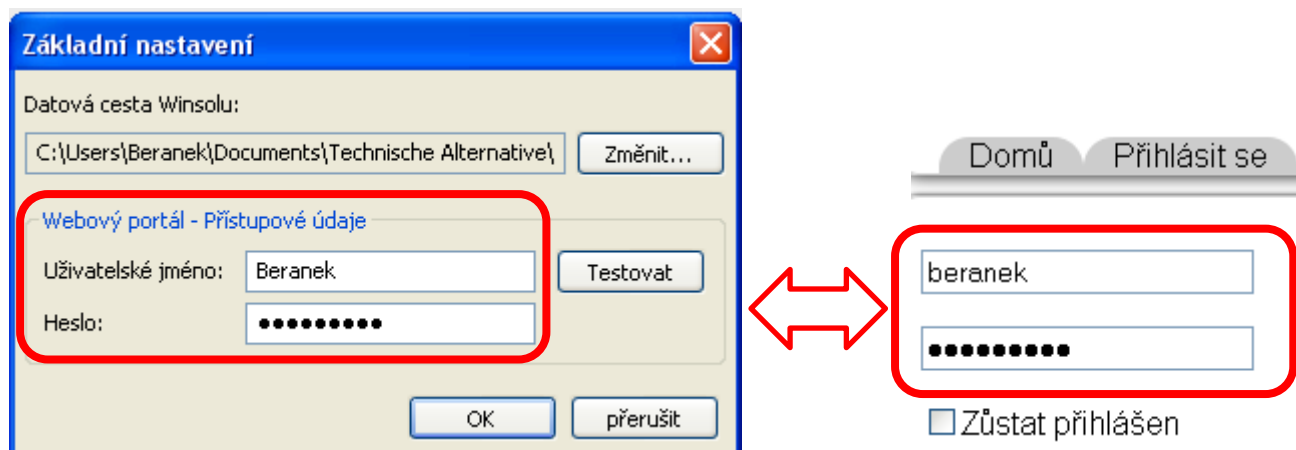 Základní nastavení
Datová cesta Winsolu:
C:\Users\Beranek\Documents\Technische Alternative\
Změnit...
Webový portál - Přístupové údaje
Uživatelské jméno:
Beranek
Testovat
Heslo:
●●●●●●●●●
OK
přerušit
Domů
Přihlásit se
beranek
●●●●●●●●●
Zůstat přihlášen